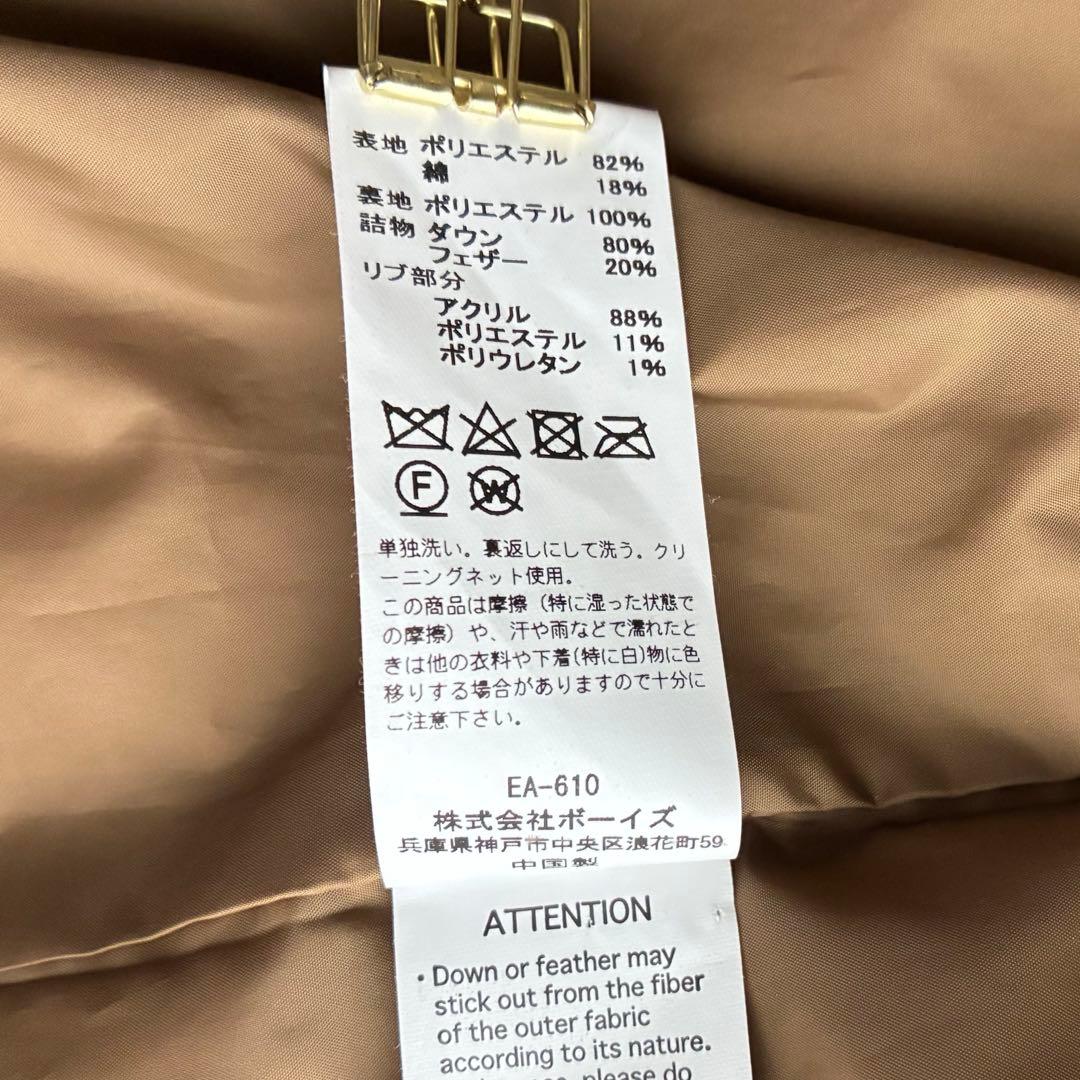 表地 ポリエステル 82%
綿 18%
裏地 ポリエステル 100%
詰物 ダウン 80%
フェザー 20%
リブ部分
アクリル 88%
ポリエステル 11%
ポリウレタン 1%
F W
単独洗い。裏返しにして洗う。クリ
ーニングネット使用。
この商品は摩擦（特に湿った状態で
の摩擦）や、汗や雨などで濡れたと
きは他の衣料や下着(特に白)物に色
移りする場合がありますので十分に
ご注意下さい。
EA-610
株式会社ボーイズ
兵庫県神戸市中央区浪花町59
中国製
ATTENTION
・Down or feather may
stick out from the fiber
of the outer fabric
according to its nature.
please do